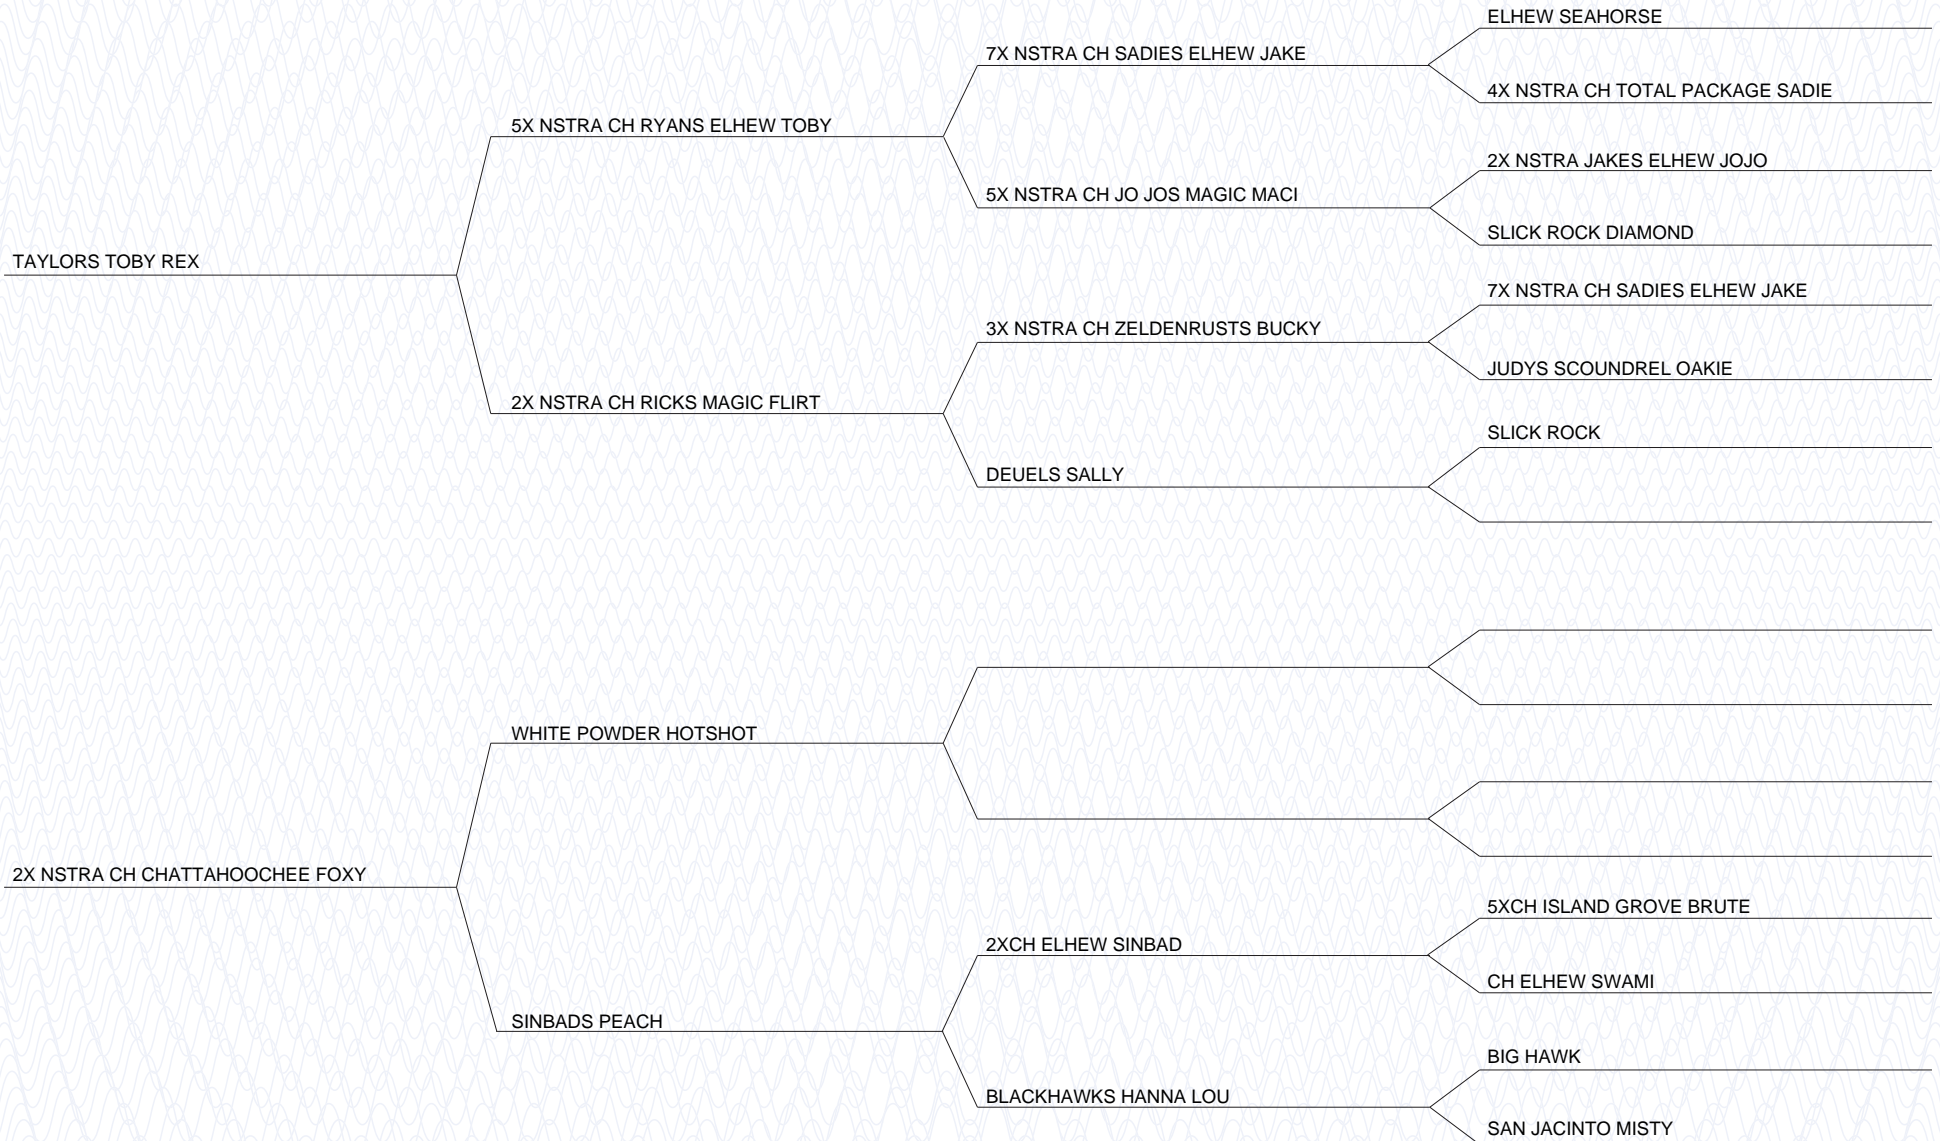 ELHEW SEAHORSE
7X NSTRA CH SADIES ELHEW JAKE
4X NSTRA CH TOTAL PACKAGE SADIE
5X NSTRA CH RYANS ELHEW TOBY
2X NSTRA JAKES ELHEW JOJO
5X NSTRA CH JO JOS MAGIC MACI
SLICK ROCK DIAMOND
TAYLORS TOBY REX
7X NSTRA CH SADIES ELHEW JAKE
3X NSTRA CH ZELDENRUSTS BUCKY
JUDYS SCOUNDREL OAKIE
2X NSTRA CH RICKS MAGIC FLIRT
SLICK ROCK
DEUELS SALLY
WHITE POWDER HOTSHOT
2X NSTRA CH CHATTAHOOCHEE FOXY
5XCH ISLAND GROVE BRUTE
2XCH ELHEW SINBAD
CH ELHEW SWAMI
SINBADS PEACH
BIG HAWK
BLACKHAWKS HANNA LOU
SAN JACINTO MISTY